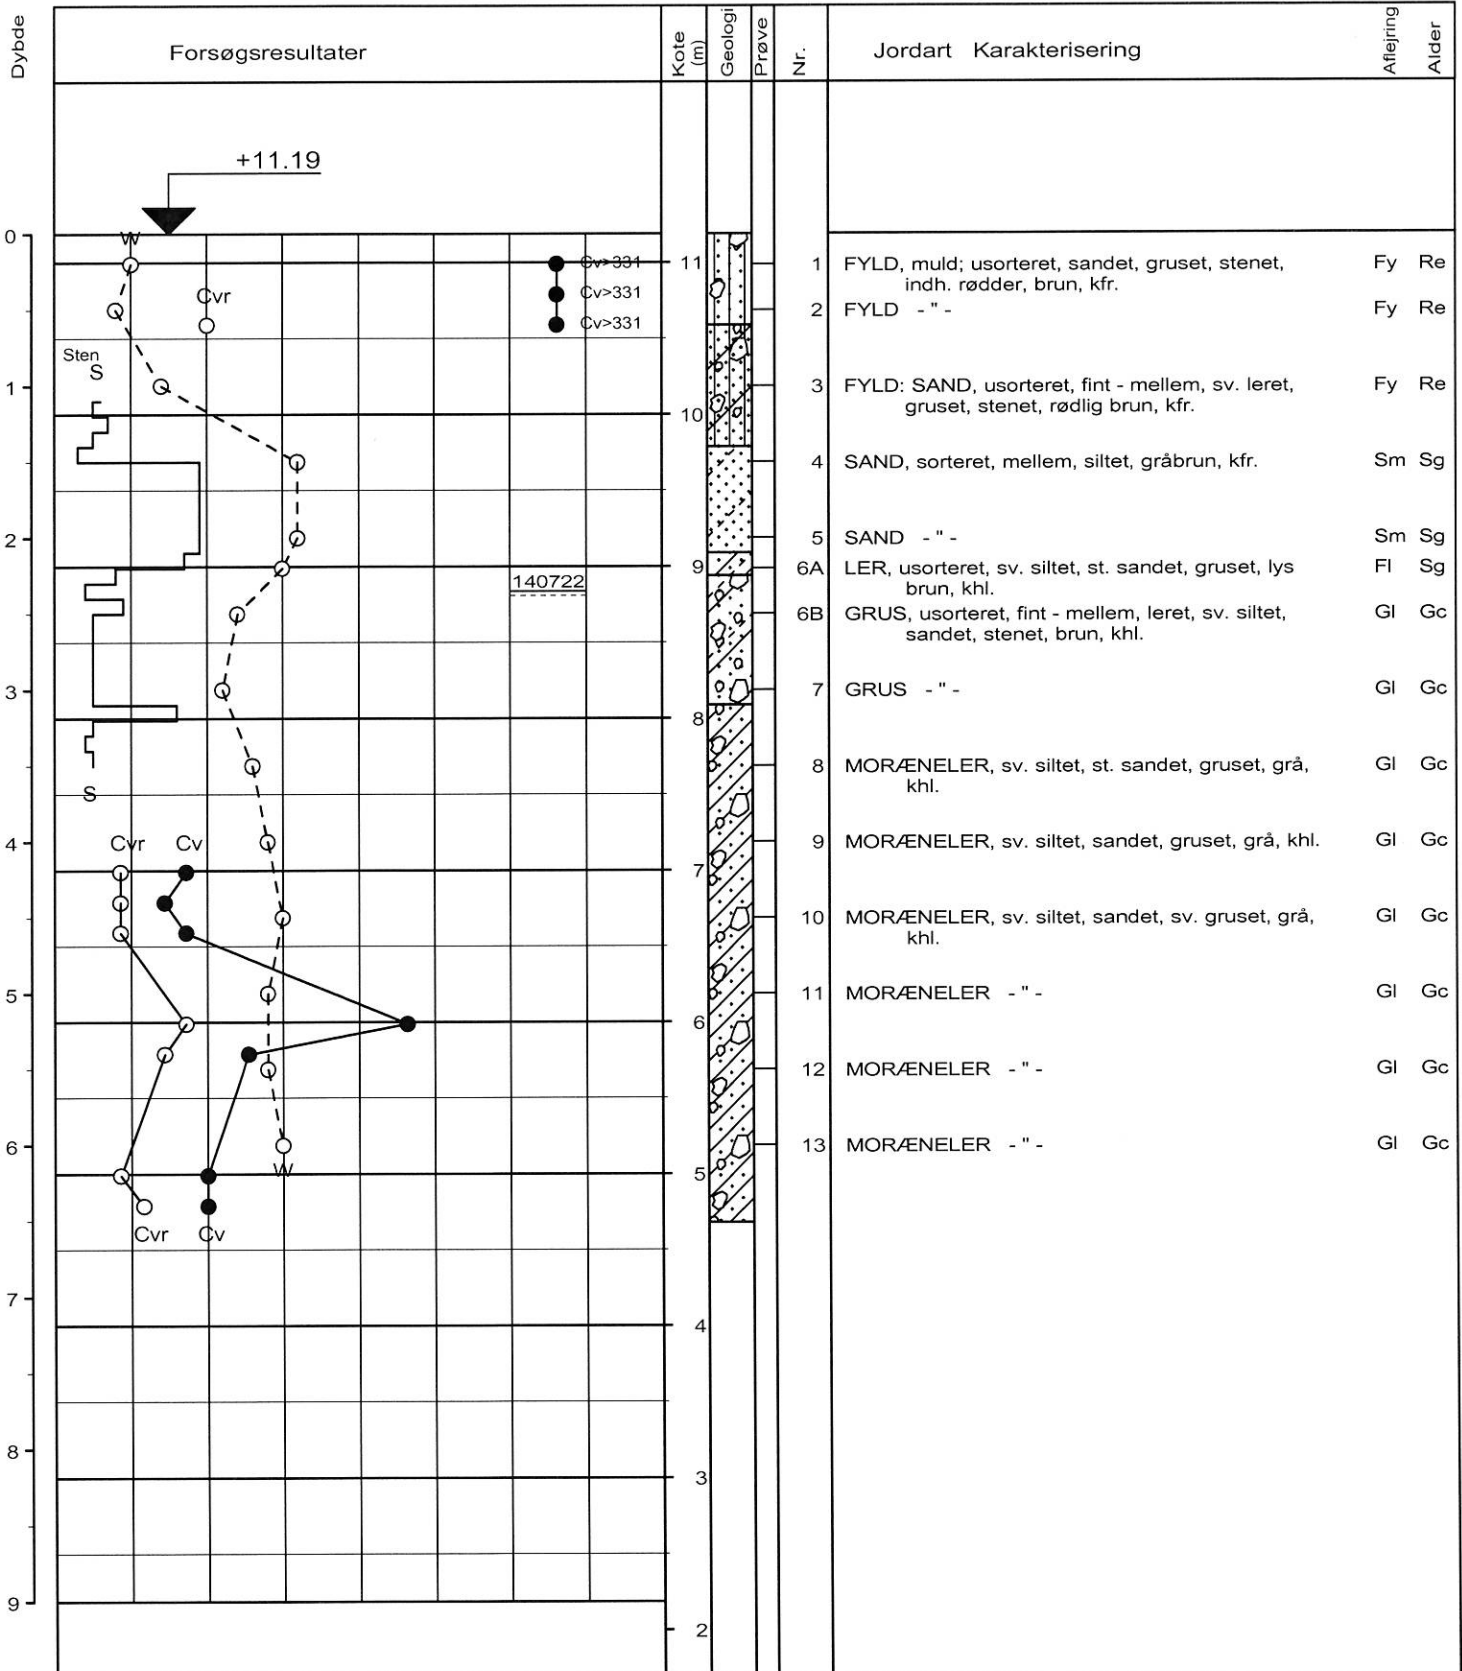 Dybde
Forsøgsresultater
Kote (m)
Geologi
Prøve
Nr.
Jordart Karakterisering
Aflejring
Alder
+11.19
0
W
Cv>331
11
1 FYLD, muld; usorteret, sandet, gruset, stenet, Fy Re
indh. rødder, brun, kfr.
Cvr
Cv>331
2 FYLD - " - Fy Re
Cv>331
Sten
S
1
3 FYLD: SAND, usorteret, fint - mellem, sv. leret, Fy Re
gruset, stenet, rødlig brun, kfr.
10
4 SAND, sorteret, mellem, siltet, gråbrun, kfr. Sm Sg
2
5 SAND - " - Sm Sg
9
6A LER, usorteret, sv. siltet, st. sandet, gruset, lys Fl Sg
brun, khl.
140722
6B GRUS, usorteret, fint - mellem, leret, sv. siltet, Gl Gc
sandet, stenet, brun, khl.
3
7 GRUS - " - Gl Gc
8
8 MORÆNELER, sv. siltet, st. sandet, gruset, grå, Gl Gc
khl.
S
4
Cvr Cv
9 MORÆNELER, sv. siltet, sandet, gruset, grå, khl. Gl Gc
7
10 MORÆNELER, sv. siltet, sandet, sv. gruset, grå, Gl Gc
khl.
5
11 MORÆNELER - " - Gl Gc
6
12 MORÆNELER - " - Gl Gc
6
13 MORÆNELER - " - Gl Gc
W
5
Cvr Cv
7
4
8
3
9
2